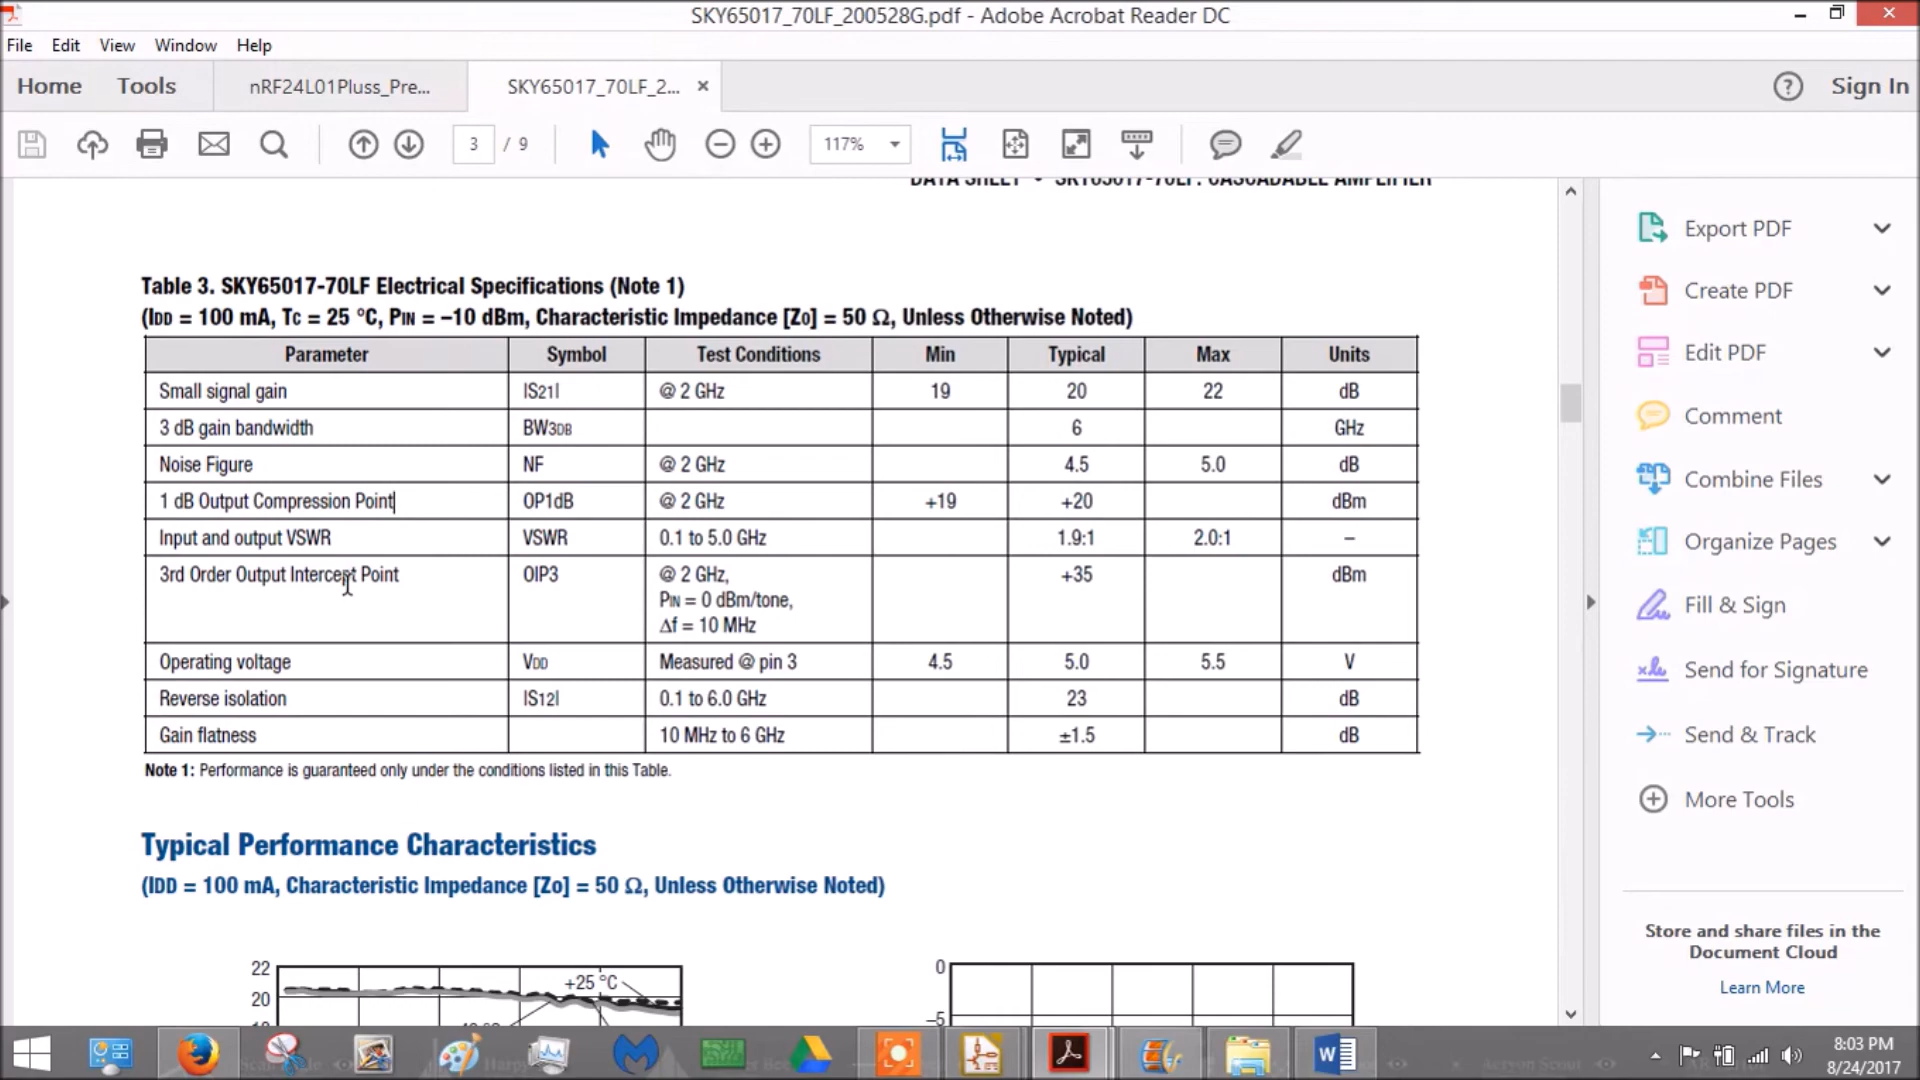 SKY65017_70LF_200528G.pdf - Adobe Acrobat Reader DC
File Edit View Window Help
Home Tools nRF24L01Pluss_Pre... SKY65017_70LF_2... Sign In
3 / 9 117%
DATA SHEET • SKY65017-70LF: CASCADABLE AMPLIFIER
Table 3. SKY65017-70LF Electrical Specifications (Note 1)
(IDD = 100 mA, TC = 25 °C, PIN = –10 dBm, Characteristic Impedance [ZO] = 50 Ω, Unless Otherwise Noted)
Parameter Symbol Test Conditions Min Typical Max Units
Small signal gain |S21| @ 2 GHz 19 20 22 dB
3 dB gain bandwidth BW3DB 6 GHz
Noise Figure NF @ 2 GHz 4.5 5.0 dB
1 dB Output Compression Point OP1dB @ 2 GHz +19 +20 dBm
Input and output VSWR VSWR 0.1 to 5.0 GHz 1.9:1 2.0:1 –
3rd Order Output Intercept Point OIP3 @ 2 GHz, +35 dBm
PIN = 0 dBm/tone,
Δf = 10 MHz
Operating voltage VDD Measured @ pin 3 4.5 5.0 5.5 V
Reverse isolation |S12| 0.1 to 6.0 GHz 23 dB
Gain flatness 10 MHz to 6 GHz ±1.5 dB
Note 1: Performance is guaranteed only under the conditions listed in this Table.
Typical Performance Characteristics
(IDD = 100 mA, Characteristic Impedance [ZO] = 50 Ω, Unless Otherwise Noted)
22
20
+25 °C
0
–5
Export PDF
Create PDF
Edit PDF
Comment
Combine Files
Organize Pages
Fill & Sign
Send for Signature
Send & Track
More Tools
Store and share files in the
Document Cloud
Learn More
8:03 PM
8/24/2017